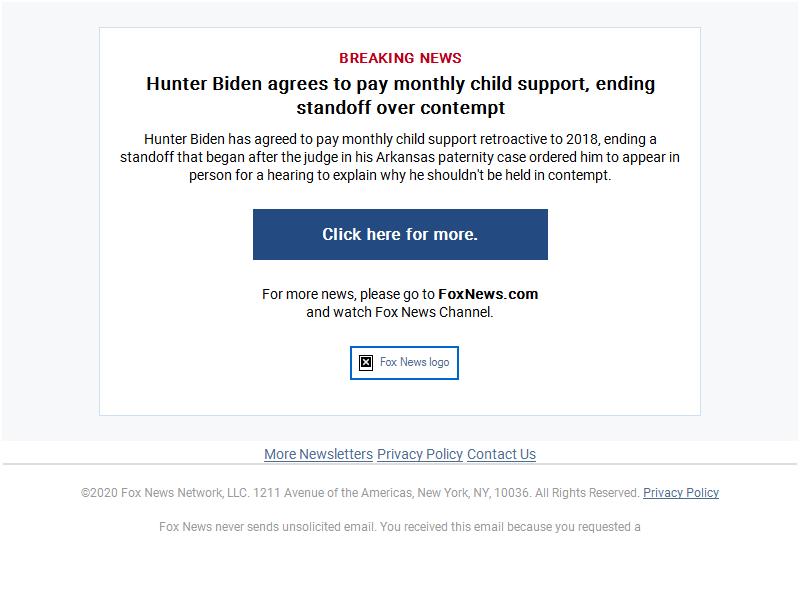 BREAKING NEWS
Hunter Biden agrees to pay monthly child support, ending
standoff over contempt
Hunter Biden has agreed to pay monthly child support retroactive to 2018, ending a
standoff that began after the judge in his Arkansas paternity case ordered him to appear in
person for a hearing to explain why he shouldn't be held in contempt.
Click here for more.
For more news, please go to FoxNews.com
and watch Fox News Channel.
Fox News logo
More Newsletters Privacy Policy Contact Us
©2020 Fox News Network, LLC. 1211 Avenue of the Americas, New York, NY, 10036. All Rights Reserved. Privacy Policy
Fox News never sends unsolicited email. You received this email because you requested a